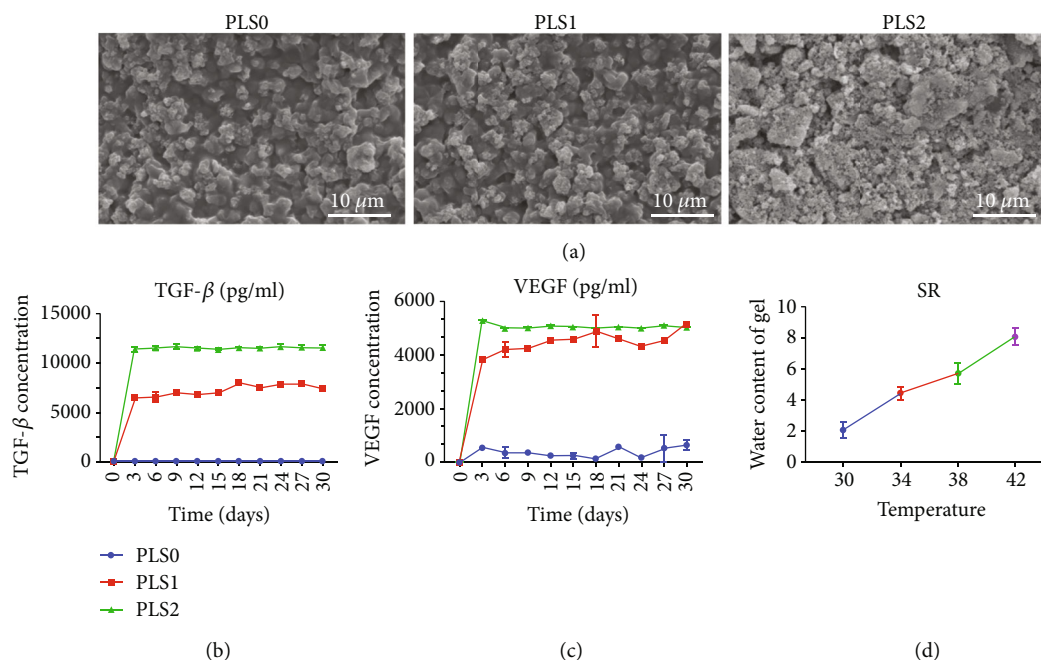 PLS0 PLS1 PLS2
10 µm 10 µm 10 µm
(a)
TGF-β (pg/ml)
TGF-β concentration
15000
10000
5000
0
0 3 6 9 12 15 18 21 24 27 30
Time (days)
VEGF (pg/ml)
VEGF concentration
6000
4000
2000
0
0 3 6 9 12 15 18 21 24 27 30
Time (days)
SR
Water content of gel
10
8
6
4
2
0
30 34 38 42
Temperature
PLS0
PLS1
PLS2
(b) (c) (d)